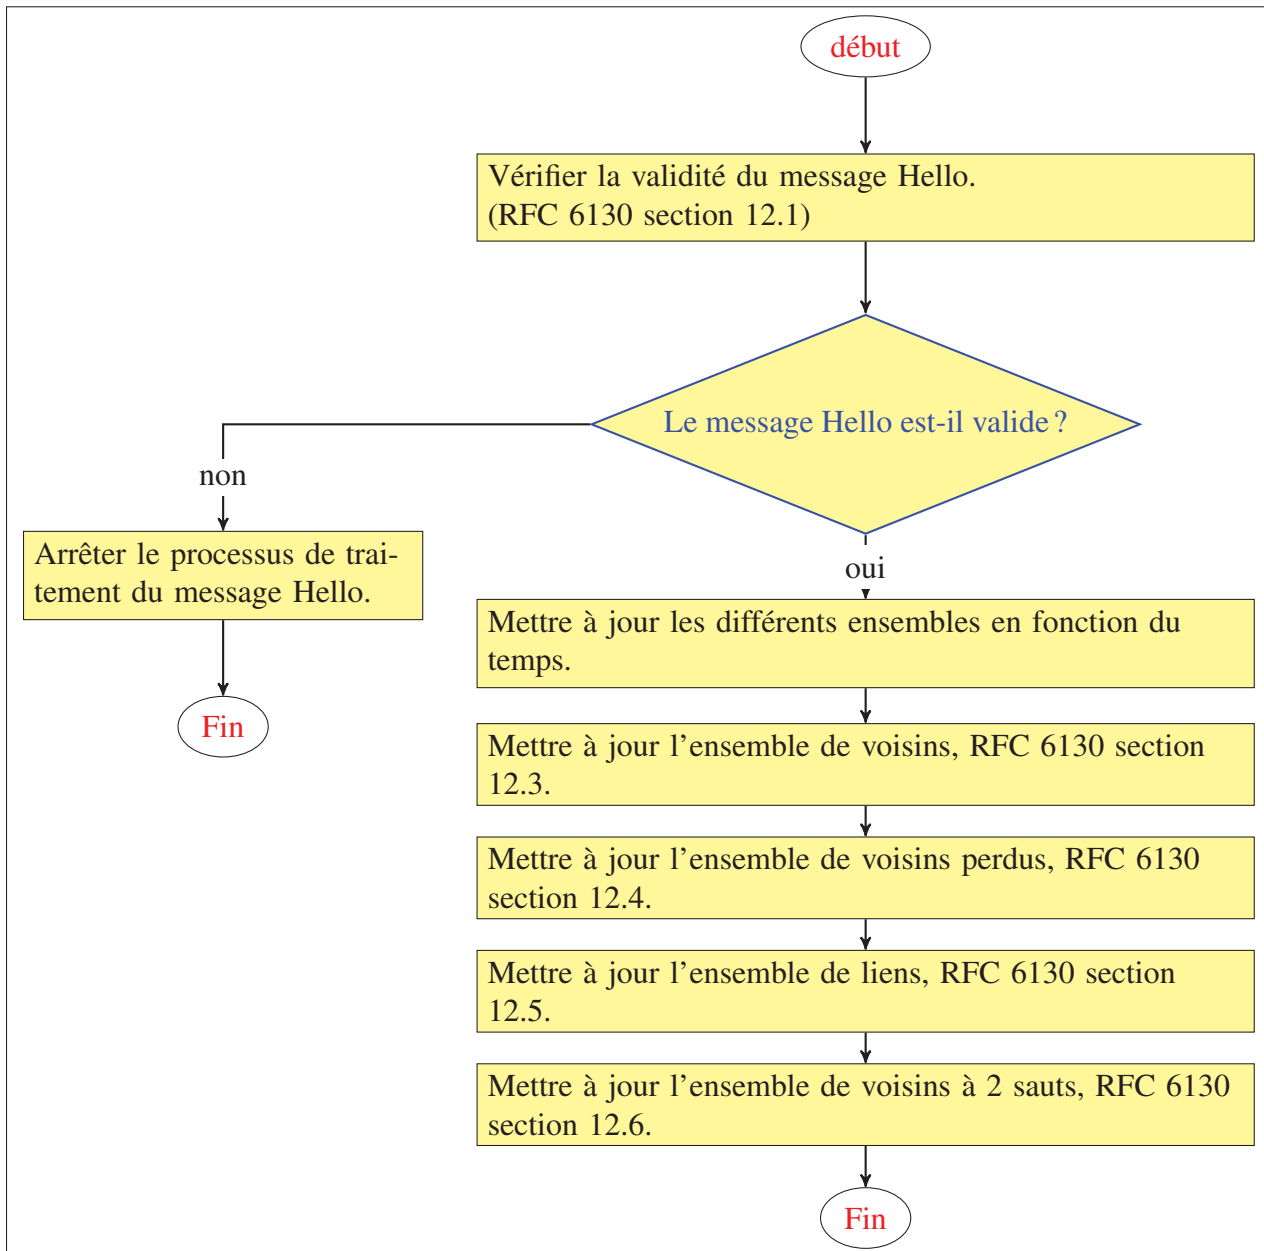 début
Vérifier la validité du message Hello.
(RFC 6130 section 12.1)
Le message Hello est-il valide ?
non
Arrêter le processus de trai-
tement du message Hello.
Fin
oui
Mettre à jour les différents ensembles en fonction du
temps.
Mettre à jour l'ensemble de voisins, RFC 6130 section
12.3.
Mettre à jour l'ensemble de voisins perdus, RFC 6130
section 12.4.
Mettre à jour l'ensemble de liens, RFC 6130 section
12.5.
Mettre à jour l'ensemble de voisins à 2 sauts, RFC 6130
section 12.6.
Fin